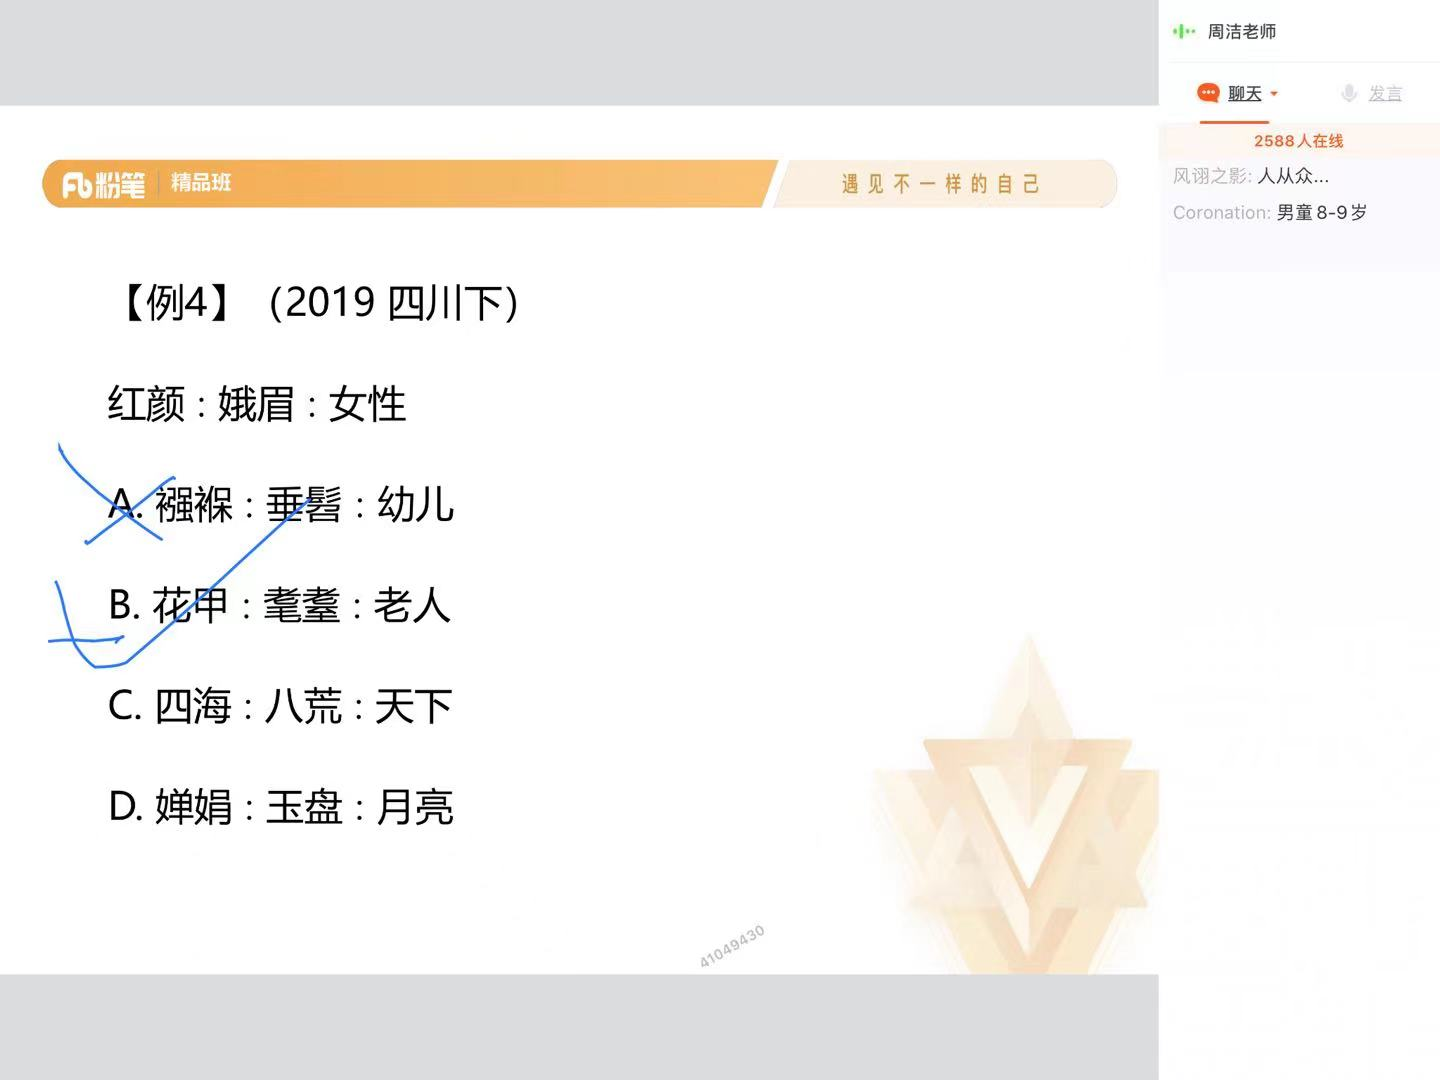 周洁老师
聊天
发言
2588人在线
风诩之影: 人从众...
Coronation: 男童8-9岁
粉笔 精品班
遇见不一样的自己
【例4】（2019 四川下）
红颜 : 娥眉 : 女性
A. 襁褓 : 垂髫 : 幼儿
B. 花甲 : 耄耋 : 老人
C. 四海 : 八荒 : 天下
D. 婵娟 : 玉盘 : 月亮
41049430